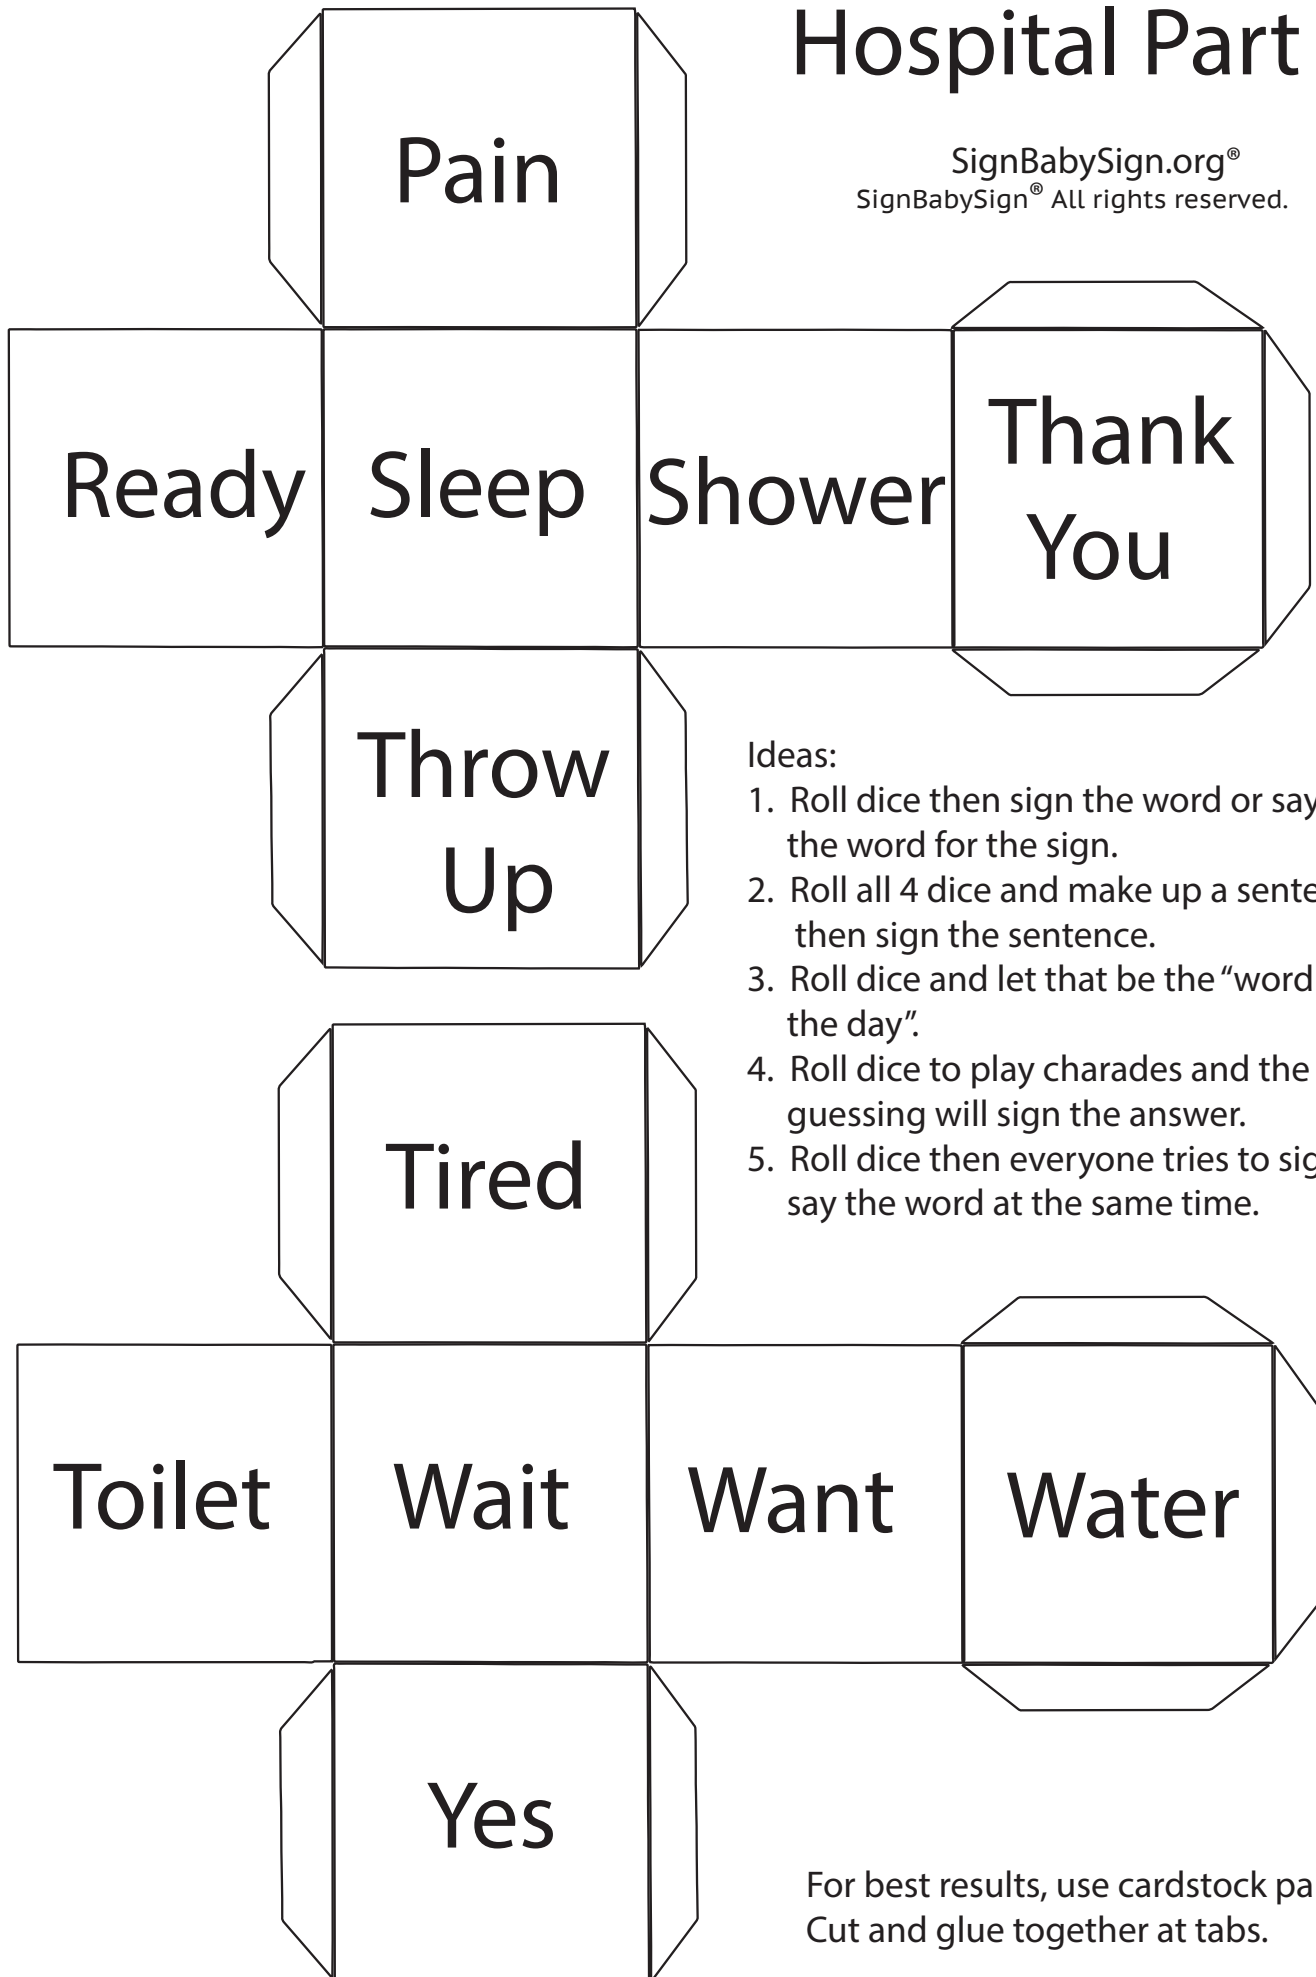 Hospital Part
SignBabySign.org®
SignBabySign® All rights reserved.
Pain
Ready Sleep Shower Thank
You
Throw
Up
Ideas:
1. Roll dice then sign the word or say
the word for the sign.
2. Roll all 4 dice and make up a sente
then sign the sentence.
3. Roll dice and let that be the “word
the day”.
4. Roll dice to play charades and the
guessing will sign the answer.
5. Roll dice then everyone tries to sig
say the word at the same time.
Tired
Toilet Wait Want Water
Yes
For best results, use cardstock pa
Cut and glue together at tabs.